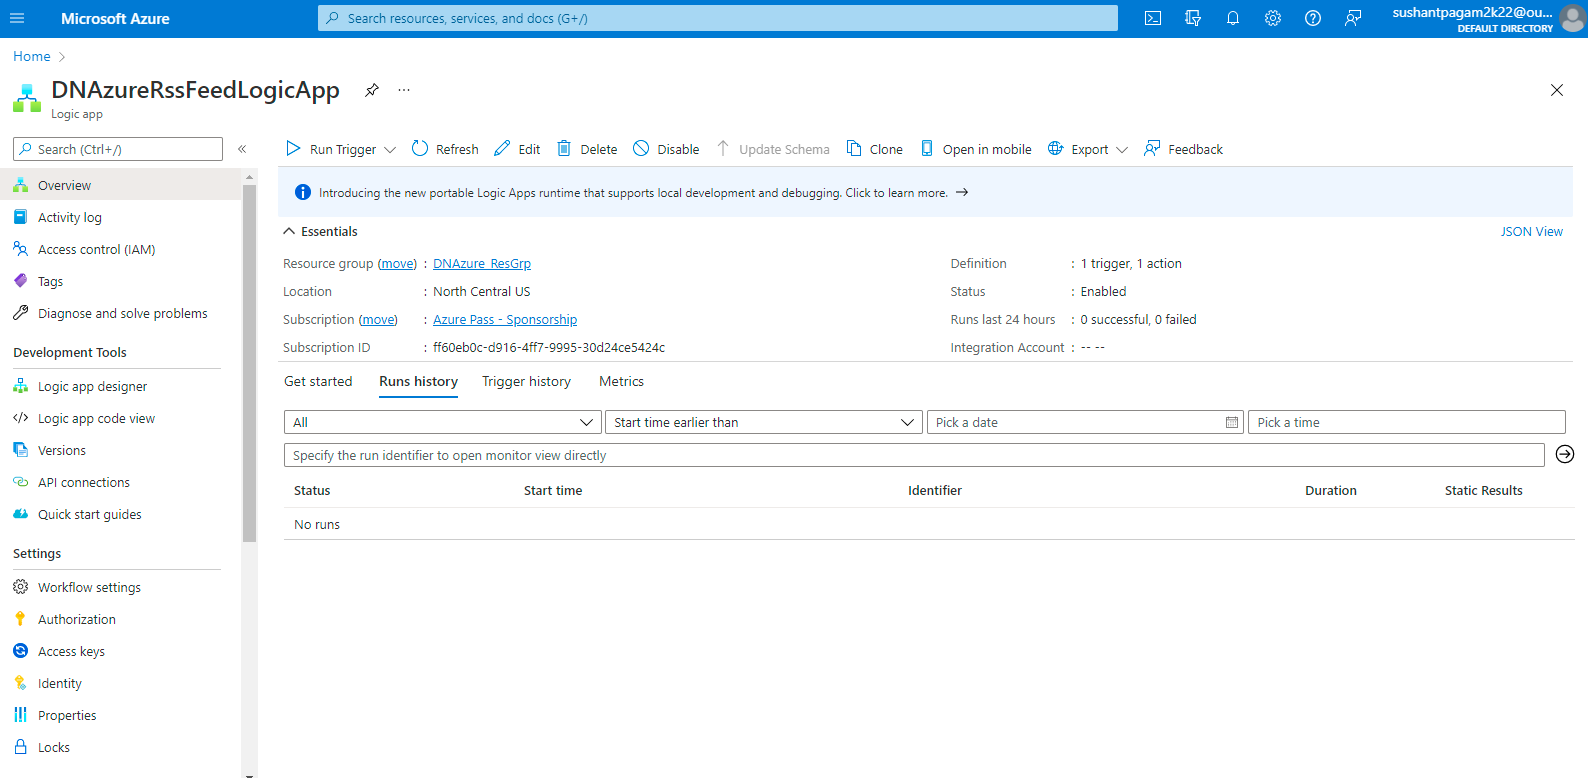 Microsoft Azure
Search resources, services, and docs (G+/)
sushantpagam2k22@ou...
DEFAULT DIRECTORY
Home
DNAzureRssFeedLogicApp
Logic app
Search (Ctrl+/)
Run Trigger
Refresh
Edit
Delete
Disable
Update Schema
Clone
Open in mobile
Export
Feedback
Overview
Activity log
Access control (IAM)
Tags
Diagnose and solve problems
Development Tools
Logic app designer
Logic app code view
Versions
API connections
Quick start guides
Settings
Workflow settings
Authorization
Access keys
Identity
Properties
Locks
Introducing the new portable Logic Apps runtime that supports local development and debugging. Click to learn more.
Essentials
JSON View
Resource group (move) : DNAzure_ResGrp
Location : North Central US
Subscription (move) : Azure Pass - Sponsorship
Subscription ID : ff60eb0c-d916-4ff7-9995-30d24ce5424c
Definition : 1 trigger, 1 action
Status : Enabled
Runs last 24 hours : 0 successful, 0 failed
Integration Account : -- --
Get started
Runs history
Trigger history
Metrics
All
Start time earlier than
Pick a date
Pick a time
Specify the run identifier to open monitor view directly
Status
Start time
Identifier
Duration
Static Results
No runs